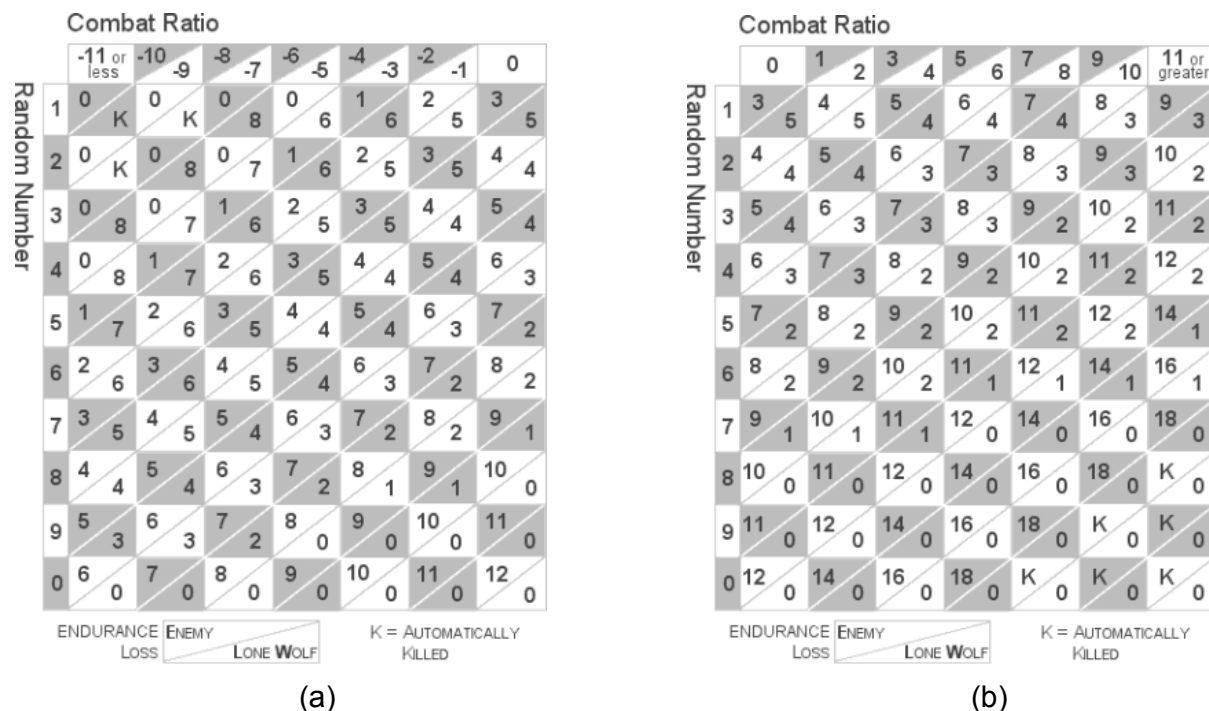 Combat Ratio
-11 or less -10 -9 -8 -7 -6 -5 -4 -3 -2 -1 0
Random Number
1 0 K 0 K 0 8 0 6 1 6 2 5 3 5
2 0 K 0 8 0 7 1 6 2 5 3 5 4 4
3 0 8 0 7 1 6 2 5 3 5 4 4 5 4
4 0 8 1 7 2 6 3 5 4 4 5 4 6 3
5 1 7 2 6 3 5 4 4 5 4 6 3 7 2
6 2 6 3 6 4 5 5 4 6 3 7 2 8 2
7 3 5 4 5 5 4 6 3 7 2 8 2 9 1
8 4 4 5 4 6 3 7 2 8 1 9 1 10 0
9 5 3 6 3 7 2 8 0 9 0 10 0 11 0
0 6 0 7 0 8 0 9 0 10 0 11 0 12 0
ENDURANCE LOSS
ENEMY
LONE WOLF
K = AUTOMATICALLY KILLED
(a)
Combat Ratio
0 1 2 3 4 5 6 7 8 9 10 11 or greater
Random Number
1 3 5 4 5 5 4 6 4 7 4 8 3 9 3
2 4 4 5 4 6 3 7 3 8 3 9 3 10 2
3 5 4 6 3 7 3 8 3 9 2 10 2 11 2
4 6 3 7 3 8 2 9 2 10 2 11 2 12 2
5 7 2 8 2 9 2 10 2 11 2 12 2 14 1
6 8 2 9 2 10 2 11 1 12 1 14 1 16 1
7 9 1 10 1 11 1 12 0 14 0 16 0 18 0
8 10 0 11 0 12 0 14 0 16 0 18 0 K 0
9 11 0 12 0 14 0 16 0 18 0 K 0 K 0
0 12 0 14 0 16 0 18 0 K 0 K 0 K 0
ENDURANCE LOSS
ENEMY
LONE WOLF
K = AUTOMATICALLY KILLED
(b)